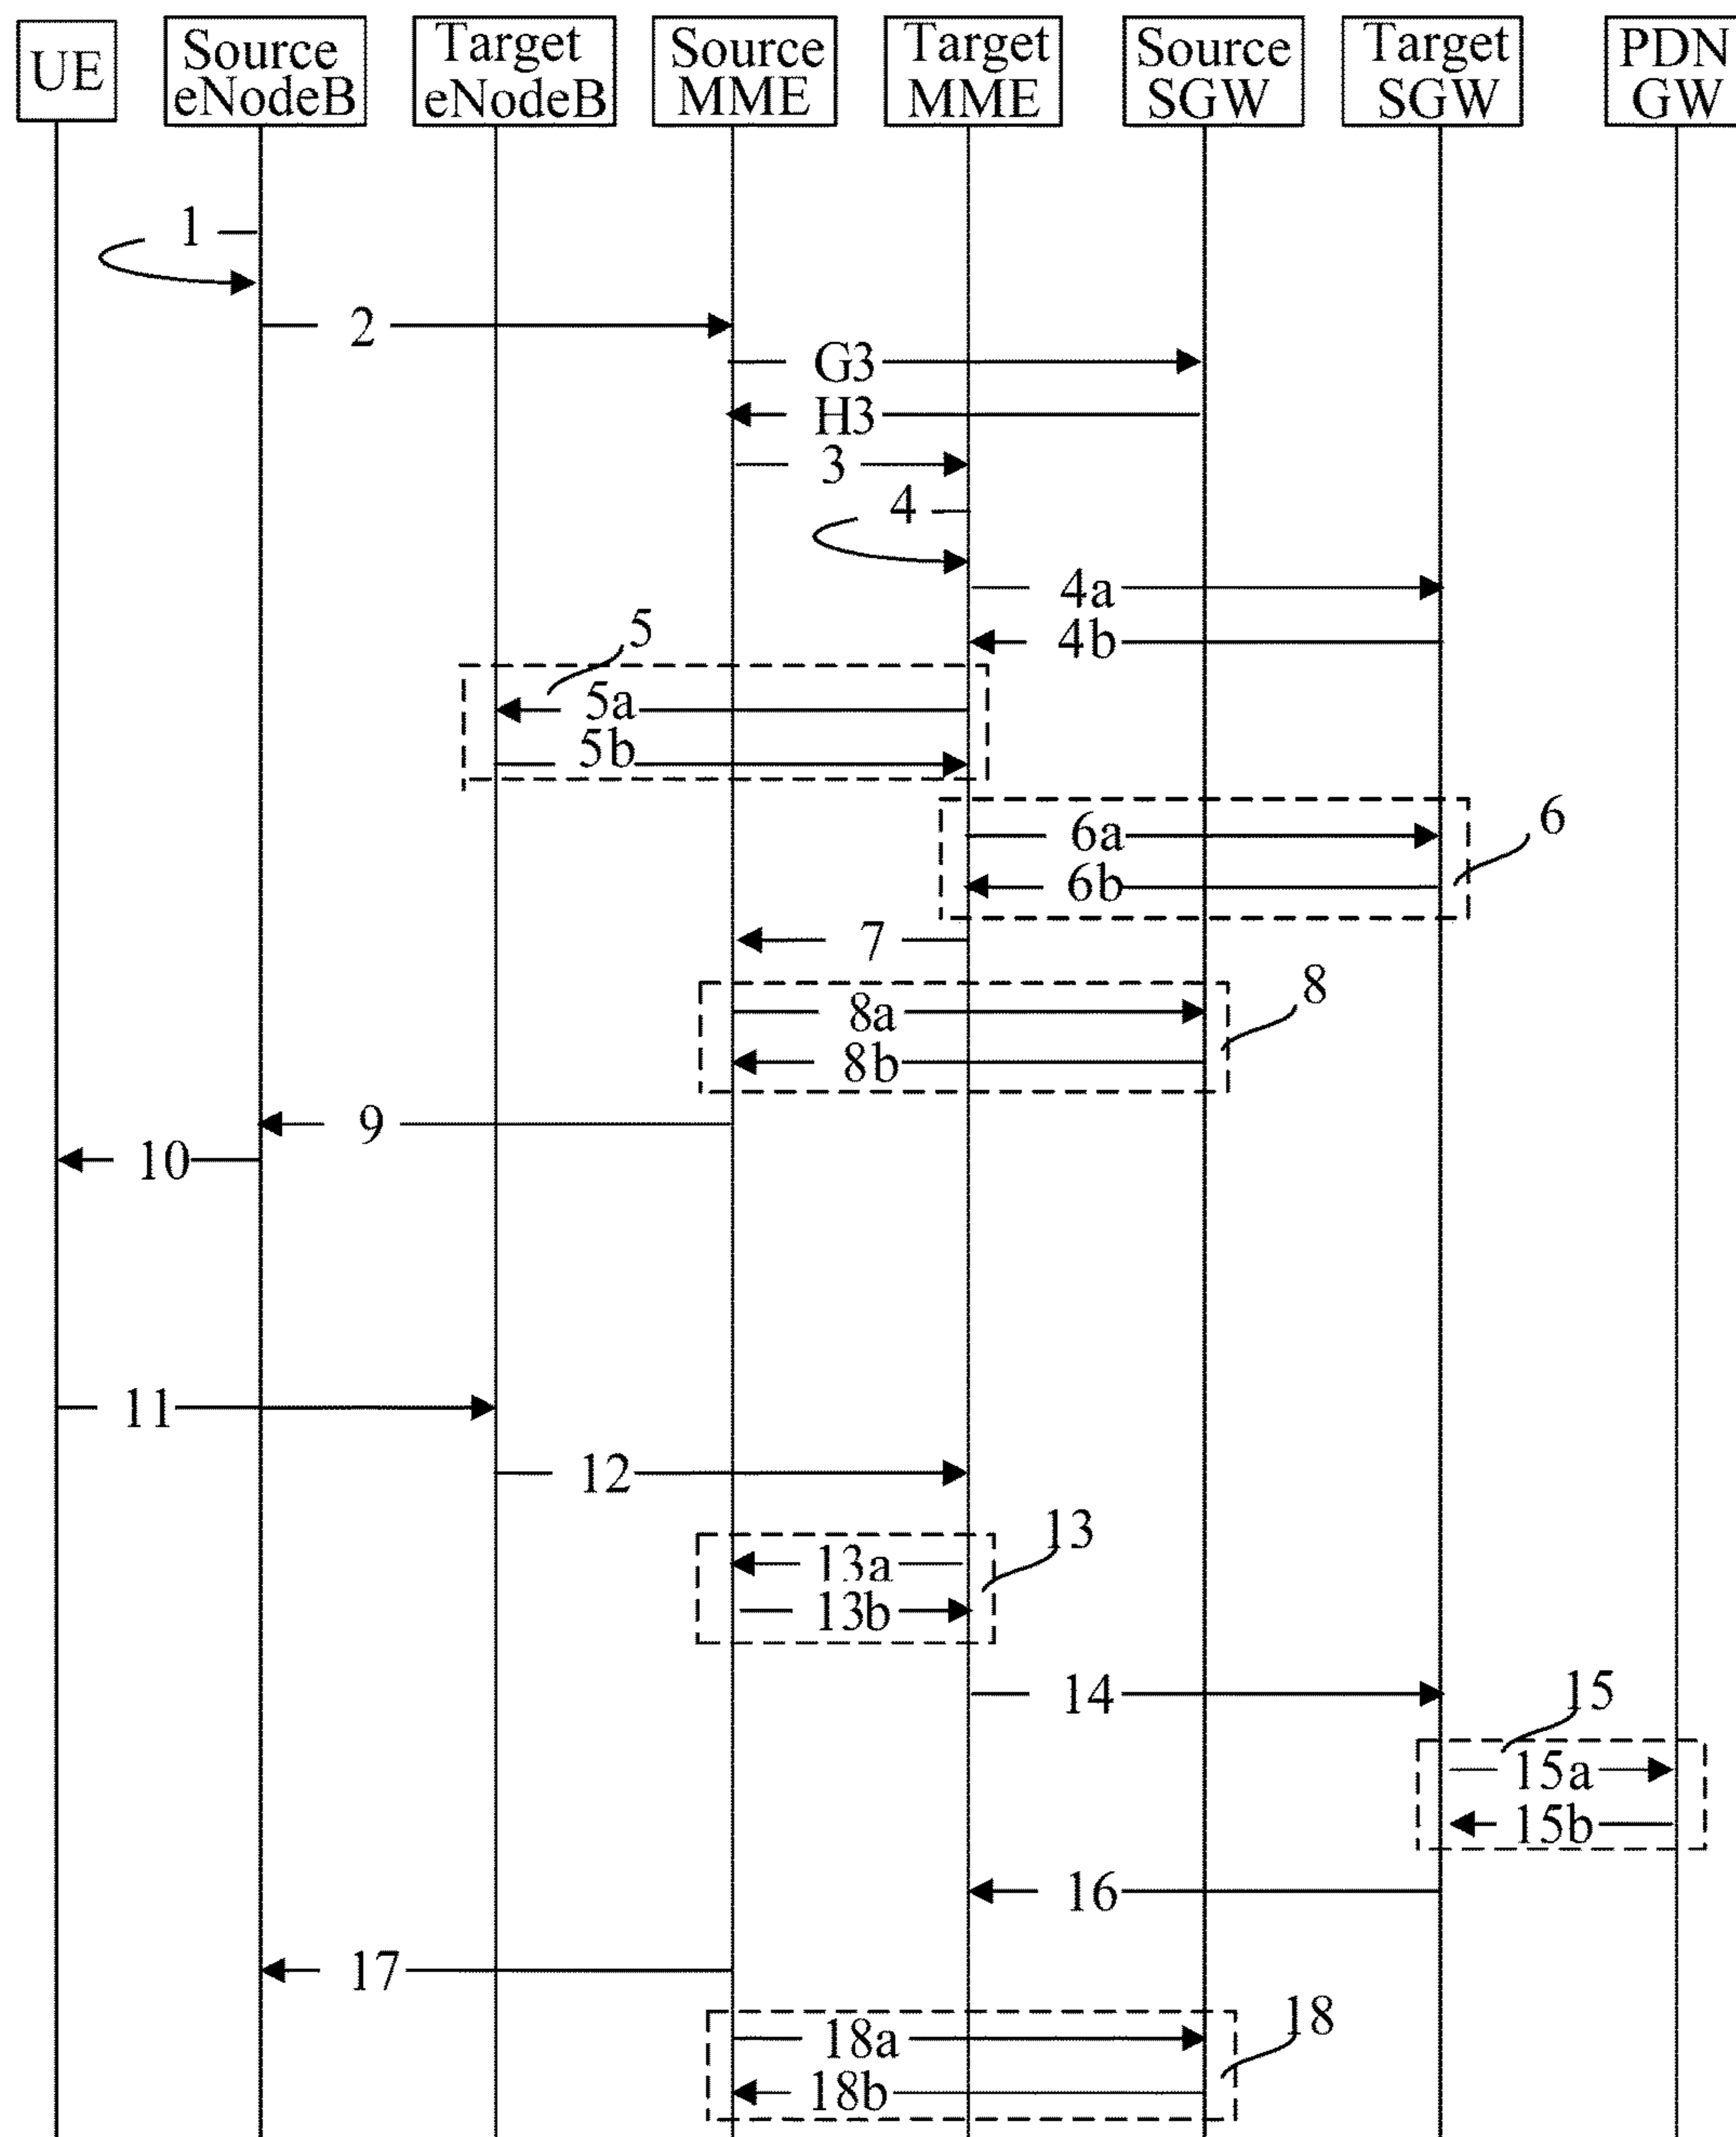 UE
Source
eNodeB
Target
eNodeB
Source
MME
Target
MME
Source
SGW
Target
SGW
PDN
GW
1
2
G3
H3
3
4
4a
4b
5
5a
5b
6
6a
6b
7
8
8a
8b
9
10
11
12
13
13a
13b
14
15
15a
15b
16
17
18
18a
18b